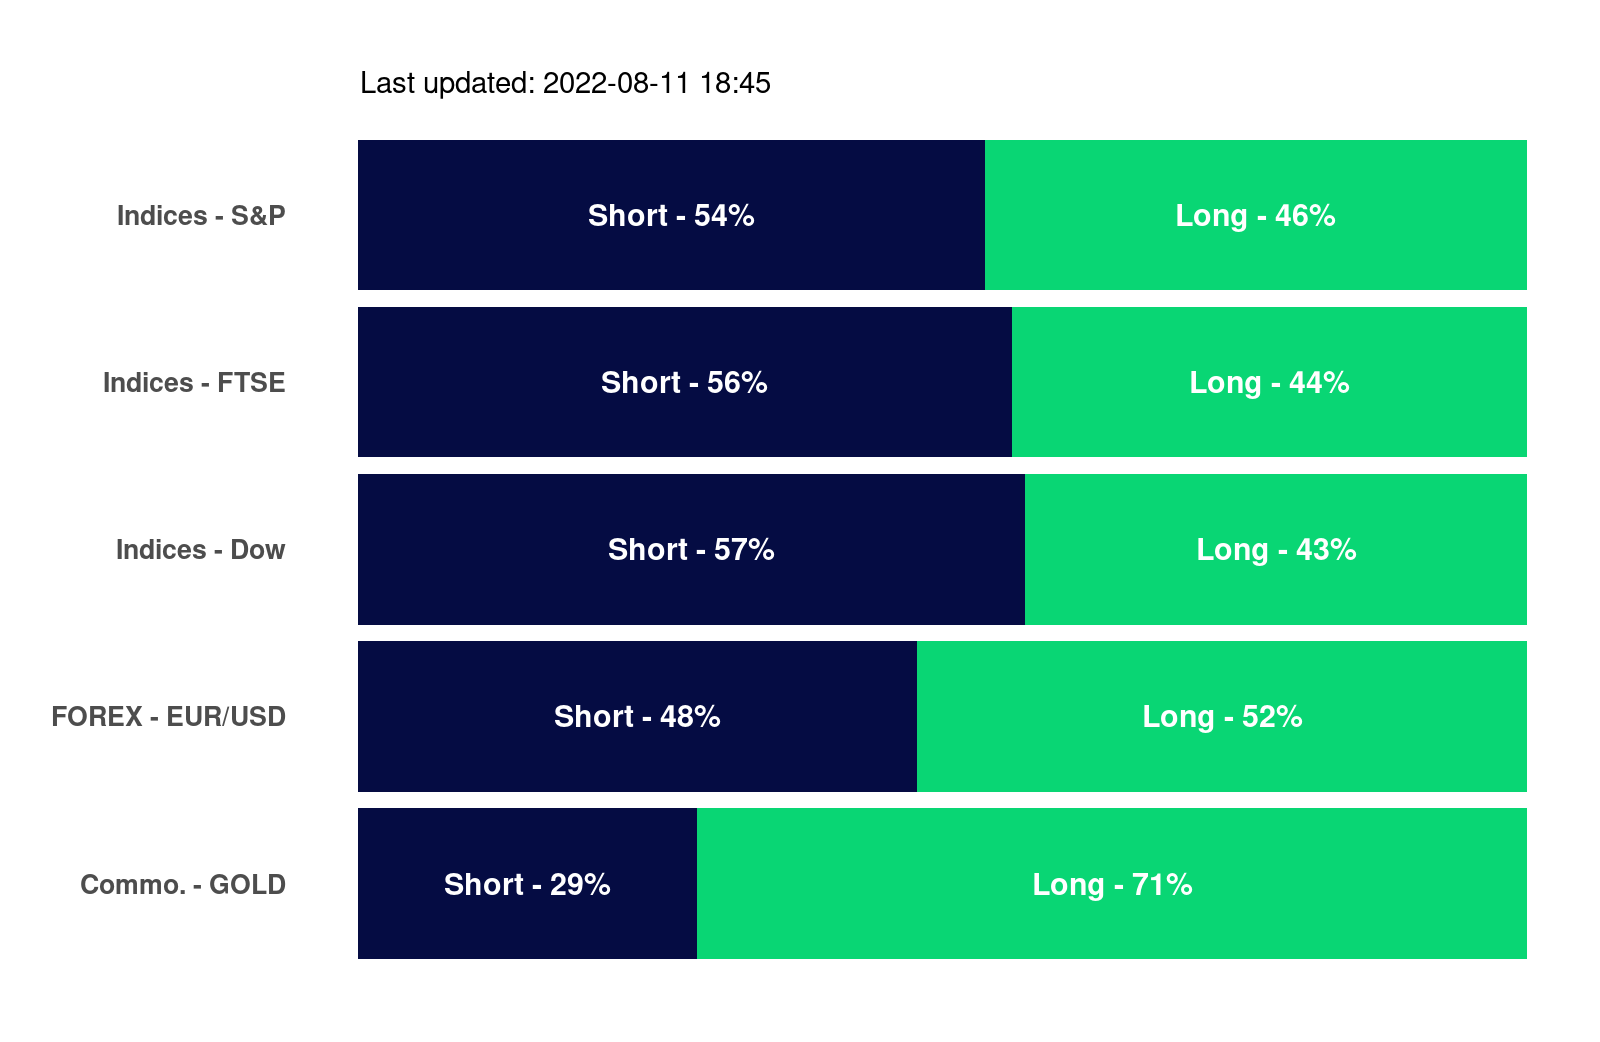 Last updated: 2022-08-11 18:45
Indices - S&P Short - 54% Long - 46%
Indices - FTSE Short - 56% Long - 44%
Indices - Dow Short - 57% Long - 43%
FOREX - EUR/USD Short - 48% Long - 52%
Commo. - GOLD Short - 29% Long - 71%